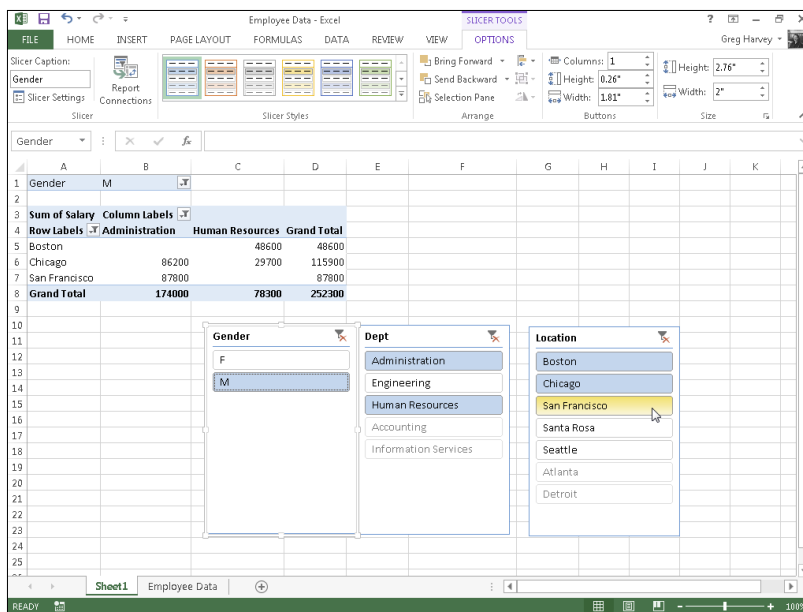 Employee Data - Excel
SLICER TOOLS
FILE HOME INSERT PAGE LAYOUT FORMULAS DATA REVIEW VIEW OPTIONS Greg Harvey
Slicer Caption:
Gender
Slicer Settings
Report Connections
Slicer
Slicer Styles
Bring Forward
Send Backward
Selection Pane
Arrange
Columns: 1
Height: 0.26"
Width: 1.81"
Buttons
Height: 2.76"
Width: 2"
Size
Gender fx
A B C D E F G H I J K
1 Gender M
2
3 Sum of Salary Column Labels
4 Row Labels Administration Human Resources Grand Total
5 Boston 48600 48600
6 Chicago 86200 29700 115900
7 San Francisco 87800 87800
8 Grand Total 174000 78300 252300
9
10
11
12
13
14
15
16
17
18
19
20
21
22
23
24
25
Gender
F
M
Dept
Administration
Engineering
Human Resources
Accounting
Information Services
Location
Boston
Chicago
San Francisco
Santa Rosa
Seattle
Atlanta
Detroit
Sheet1 Employee Data
READY 100%